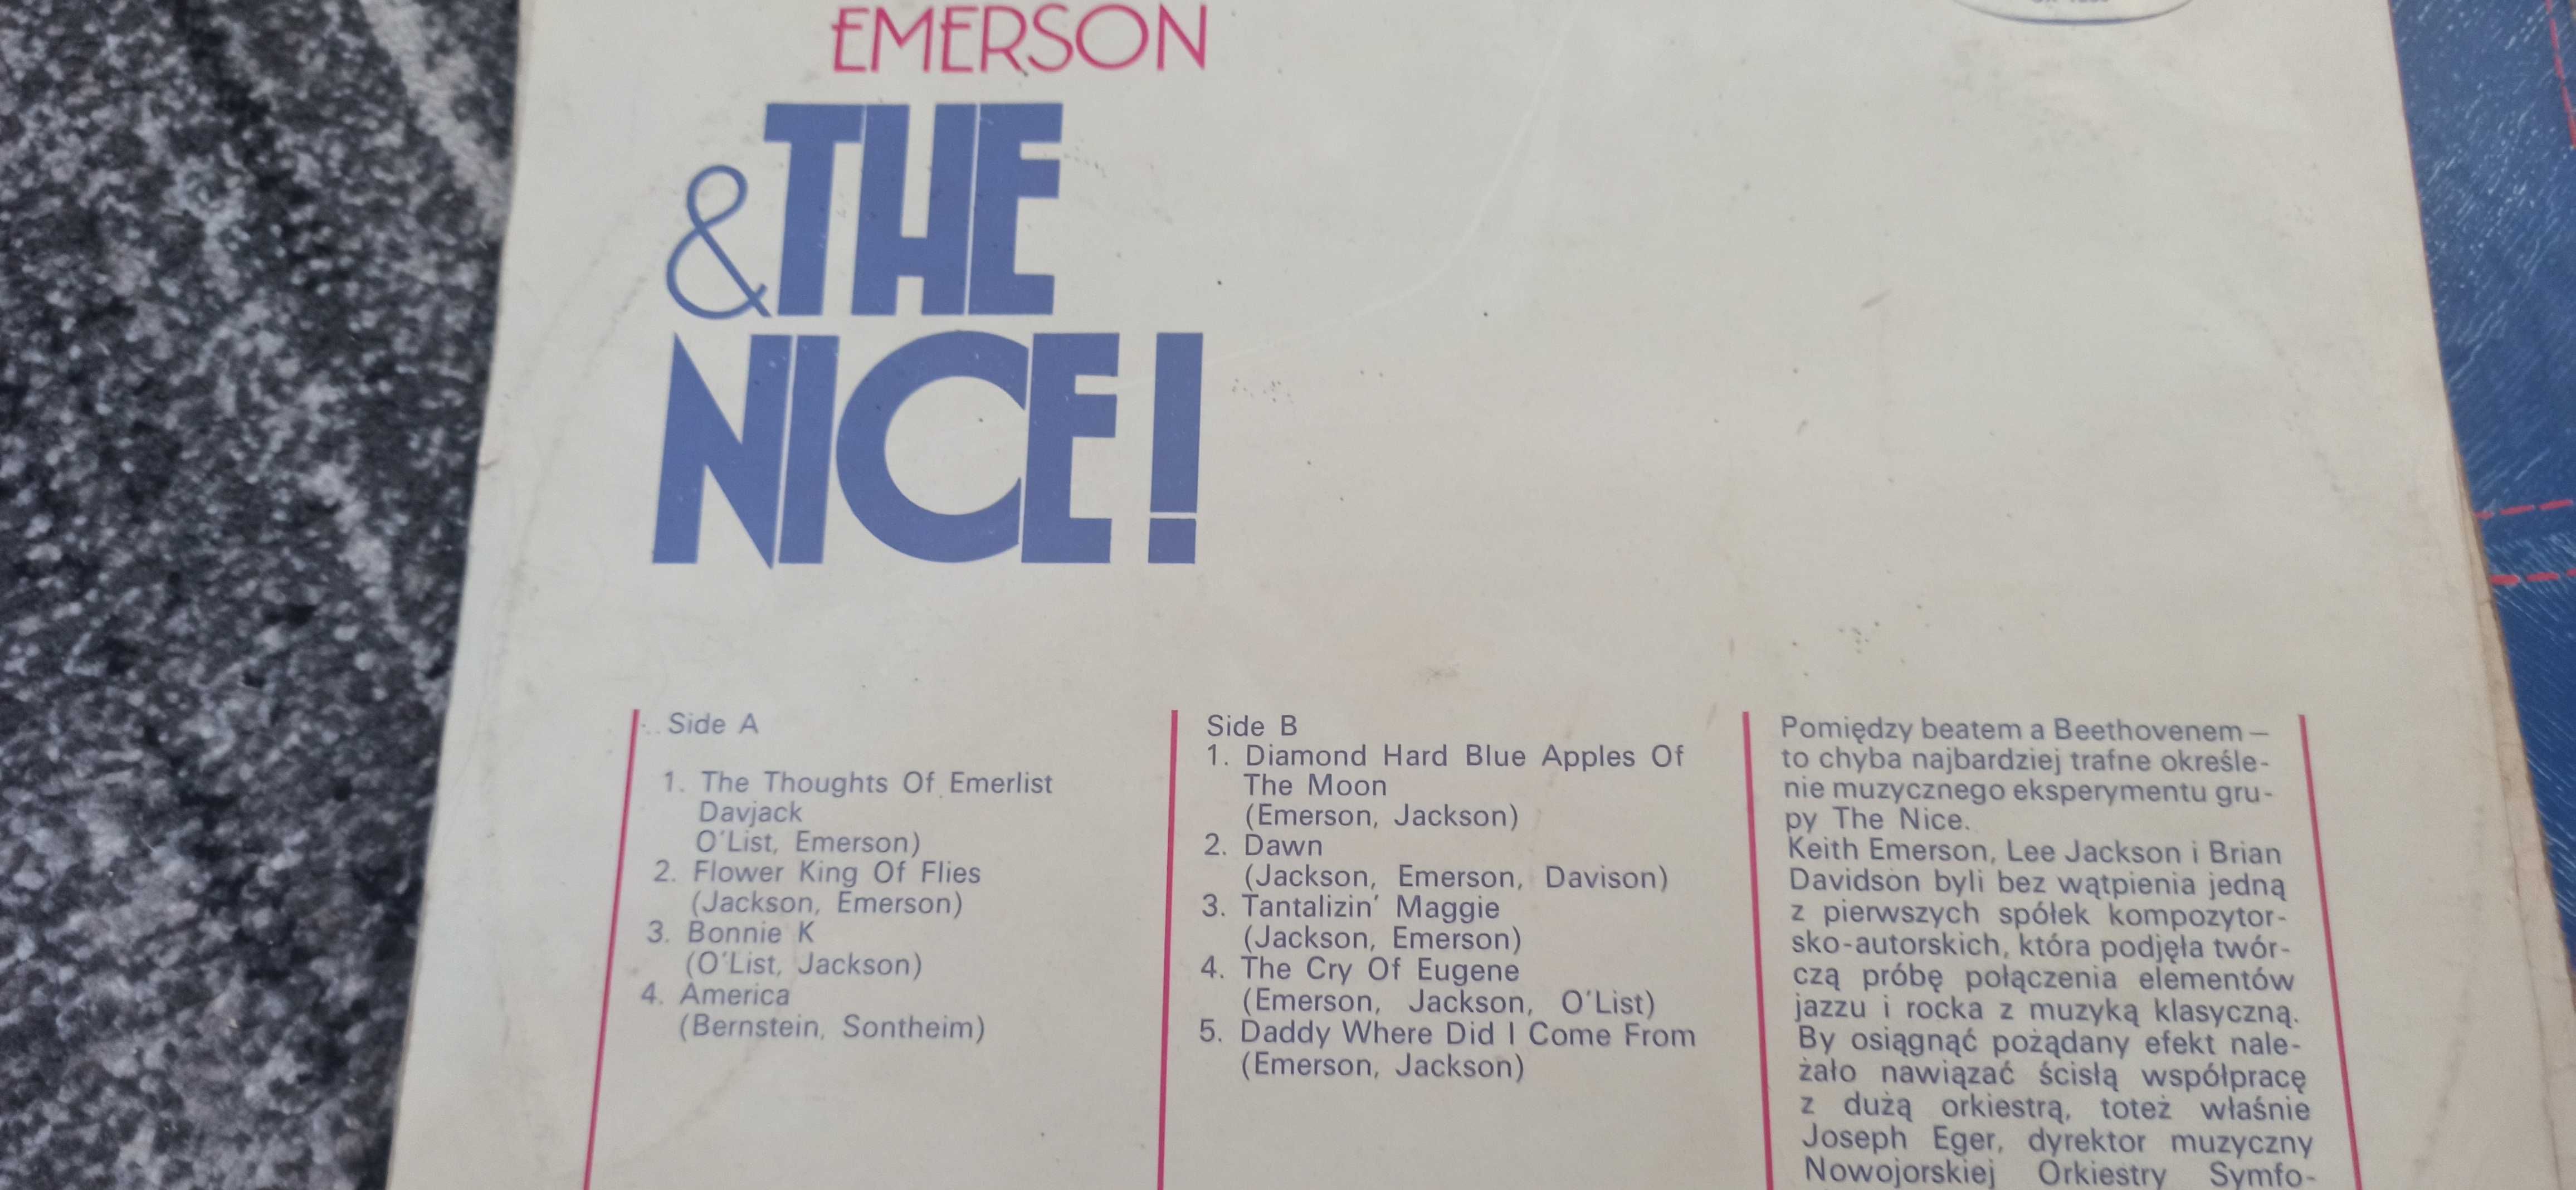 EMERSON
&THE
NICE!
Side A
1. The Thoughts Of Emerlist
Davjack
O'List, Emerson)
2. Flower King Of Flies
(Jackson, Emerson)
3. Bonnie K
(O'List, Jackson)
4. America
(Bernstein, Sontheim)
Side B
1. Diamond Hard Blue Apples Of
The Moon
(Emerson, Jackson)
2. Dawn
(Jackson, Emerson, Davison)
3. Tantalizin' Maggie
(Jackson, Emerson)
4. The Cry Of Eugene
(Emerson, Jackson, O'List)
5. Daddy Where Did I Come From
(Emerson, Jackson)
Pomiędzy beatem a Beethovenem —
to chyba najbardziej trafne określe-
nie muzycznego eksperymentu gru-
py The Nice.
Keith Emerson, Lee Jackson i Brian
Davidson byli bez wątpienia jedną
z pierwszych spółek kompozytor-
sko-autorskich, która podjęła twór-
czą próbę połączenia elementów
jazzu i rocka z muzyką klasyczną.
By osiągnąć pożądany efekt nale-
żało nawiązać ścisłą współpracę
z dużą orkiestrą, toteż właśnie
Joseph Eger, dyrektor muzyczny
Nowojorskiej Orkiestry Symfo-